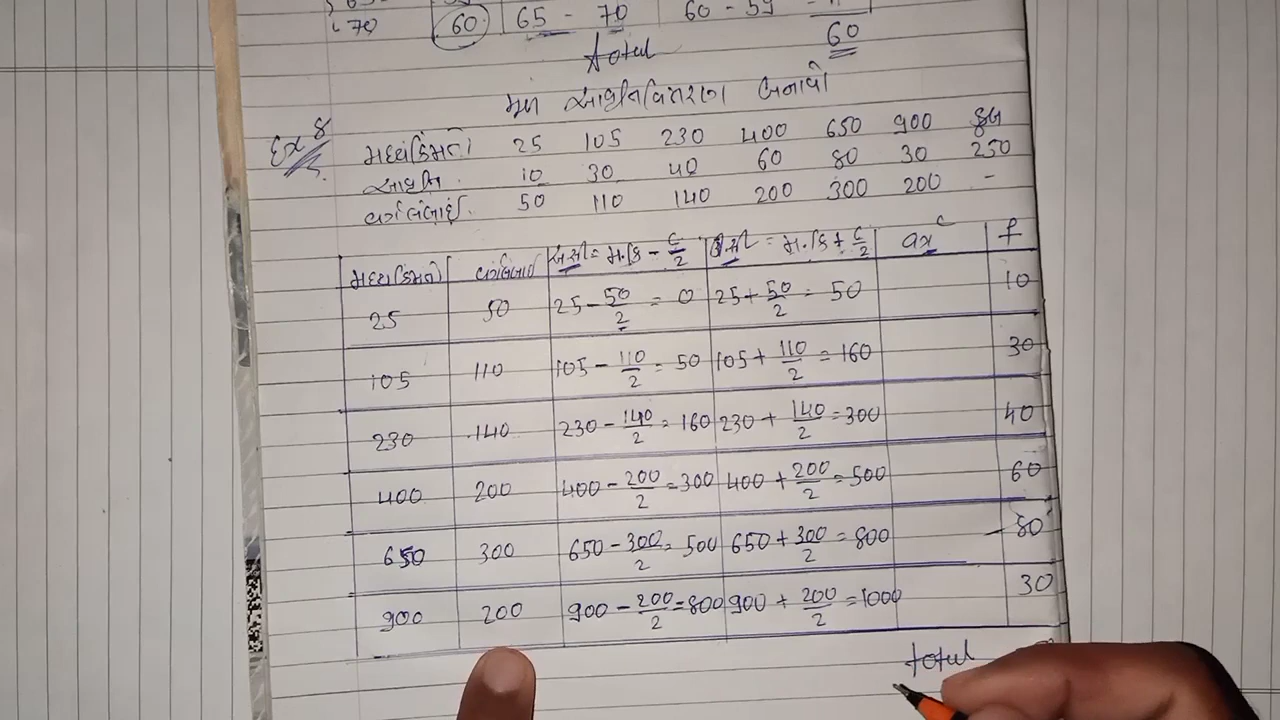 70 60 65 - 70 60 - 59
60
total
મૂળ આવૃત્તિવિતરણ બનાવો
Ex 8 મધ્યકિંમતો 25 105 230 400 650 900 કુલ
આવૃત્તિ 10 30 40 60 80 30 250
વર્ગલંબાઈ 50 110 140 200 300 200 -
મધ્યકિંમતો વર્ગલંબાઈ = મ.કિ - c/2 = મ.કિ + c/2 f
25 50 25 - 50/2 = 0 25 + 50/2 = 50 10
105 110 105 - 110/2 = 50 105 + 110/2 = 160 30
230 140 230 - 140/2 = 160 230 + 140/2 = 300 40
400 200 400 - 200/2 = 300 400 + 200/2 = 500 60
650 300 650 - 300/2 = 500 650 + 300/2 = 800 80
900 200 900 - 200/2 = 800 900 + 200/2 = 1000 30
total